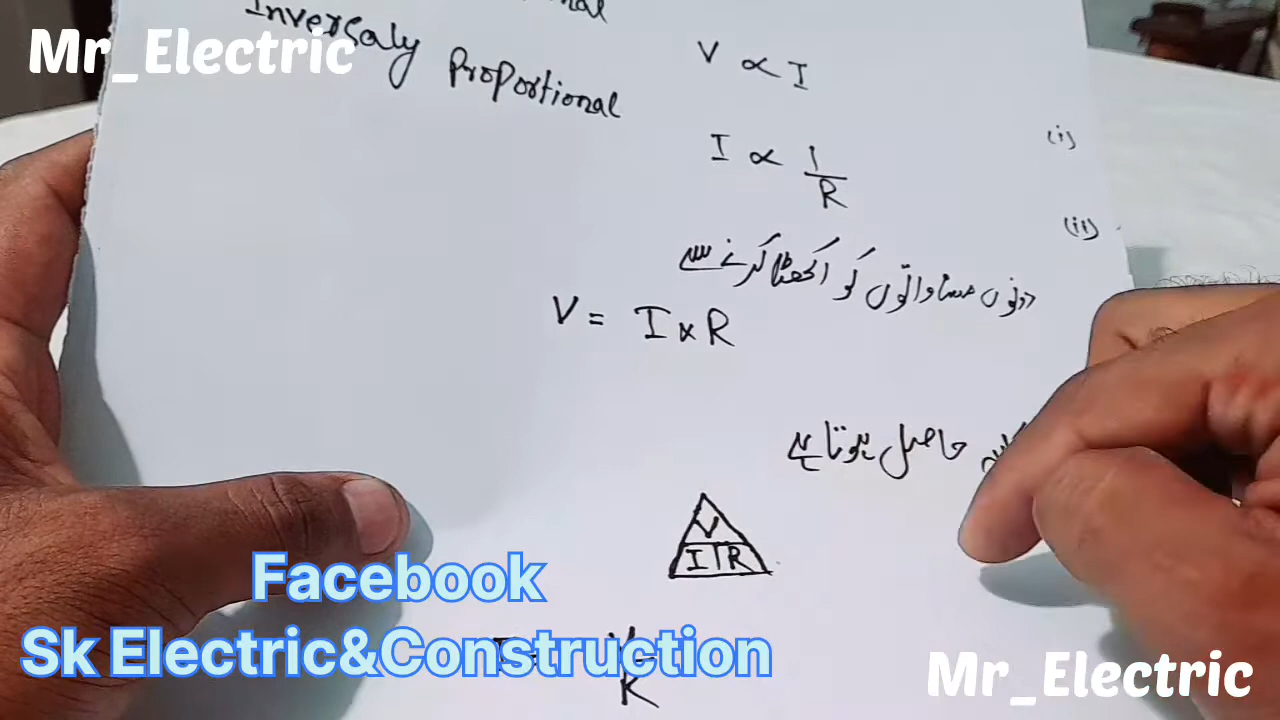 Mr_Electric
Inversaly Proportional
V ∝ I
(i)
I ∝ 1/R
(ii)
دونوں مساواتوں کو اکھٹا کرنے سے
V = I × R
حاصل ہوتا ہے
V
I R
Facebook
Sk Electric&Construction
Mr_Electric